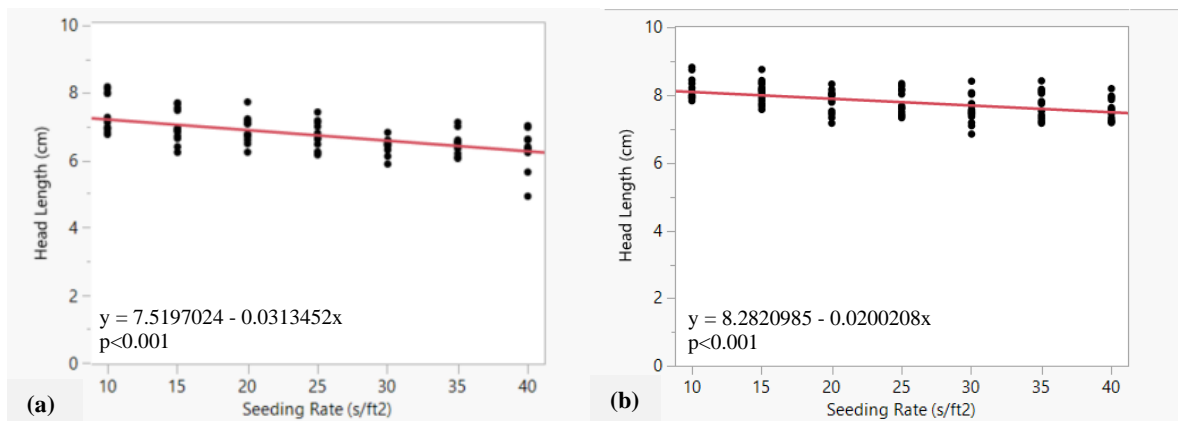 10
8
6
4
2
0
Head Length (cm)
y = 7.5197024 - 0.0313452x
p<0.001
10 15 20 25 30 35 40
Seeding Rate (s/ft2)
(a)
10
8
6
4
2
0
Head Length (cm)
y = 8.2820985 - 0.0200208x
p<0.001
10 15 20 25 30 35 40
Seeding Rate (s/ft2)
(b)